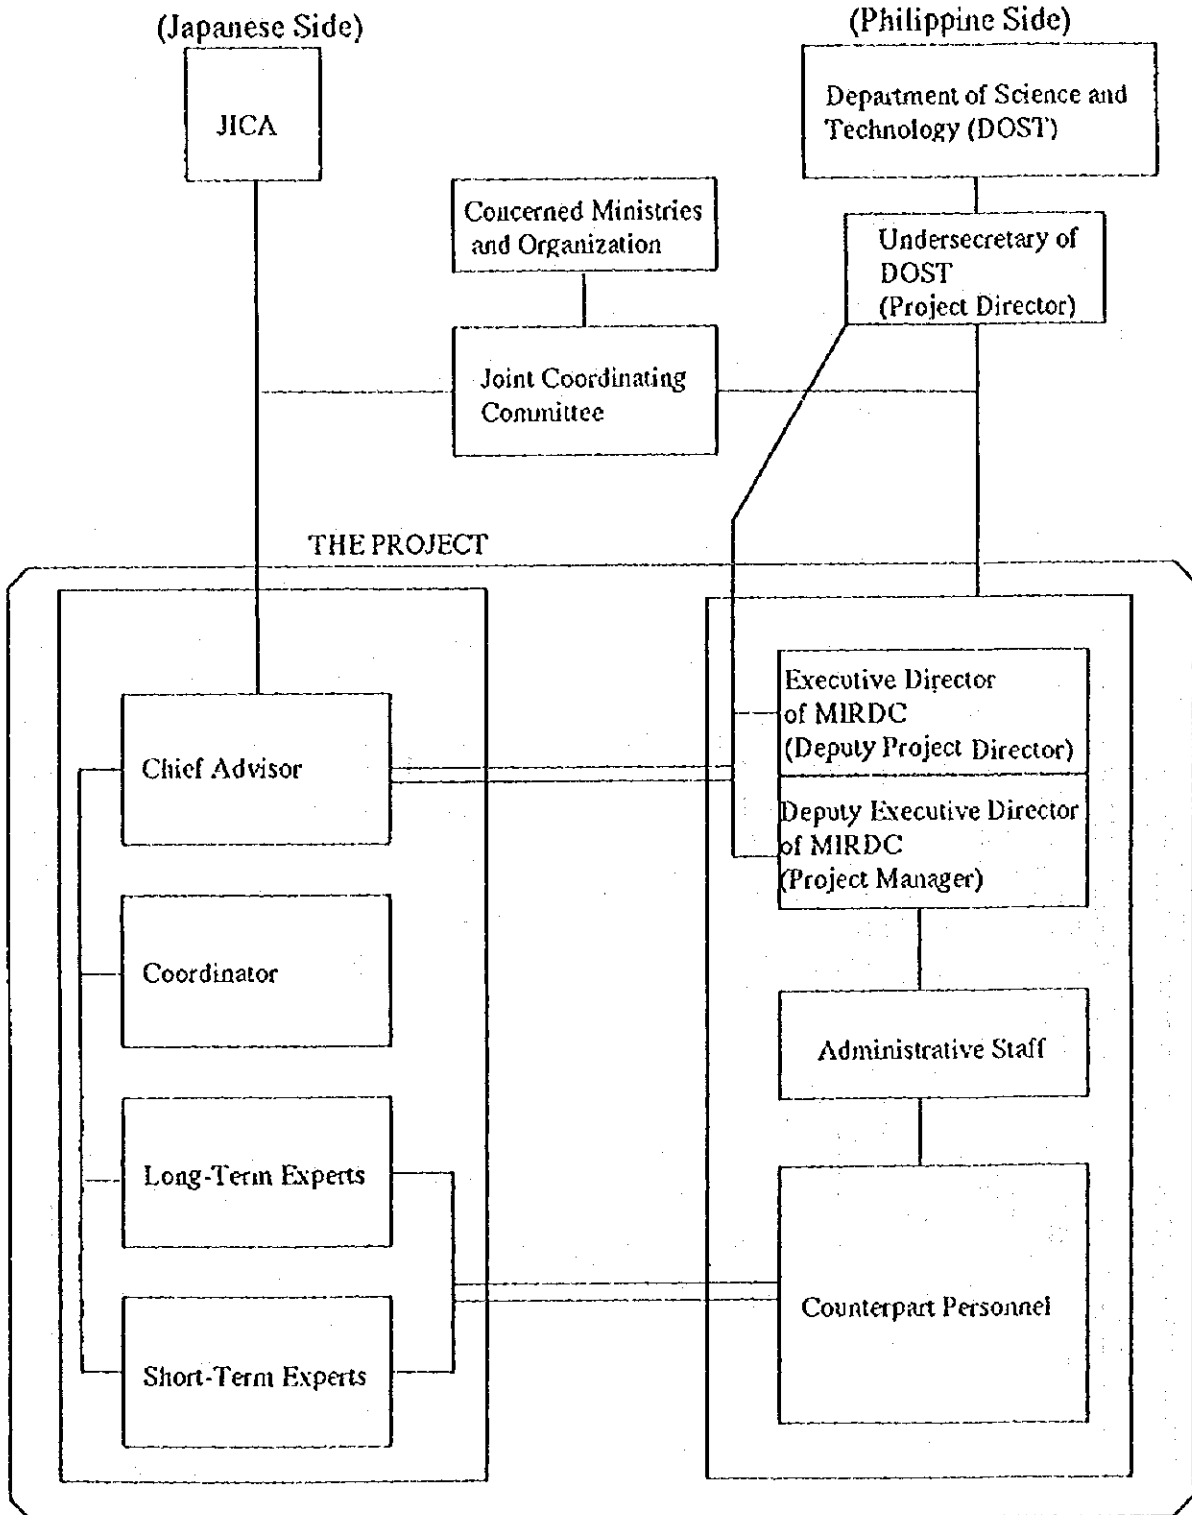 (Japanese Side)
(Philippine Side)
JICA
Department of Science and
Technology (DOST)
Concerned Ministries
and Organization
Undersecretary of
DOST
(Project Director)
Joint Coordinating
Committee
THE PROJECT
Chief Advisor
Executive Director
of MIRDC
(Deputy Project Director)
Deputy Executive Director
of MIRDC
(Project Manager)
Coordinator
Administrative Staff
Long-Term Experts
Counterpart Personnel
Short-Term Experts